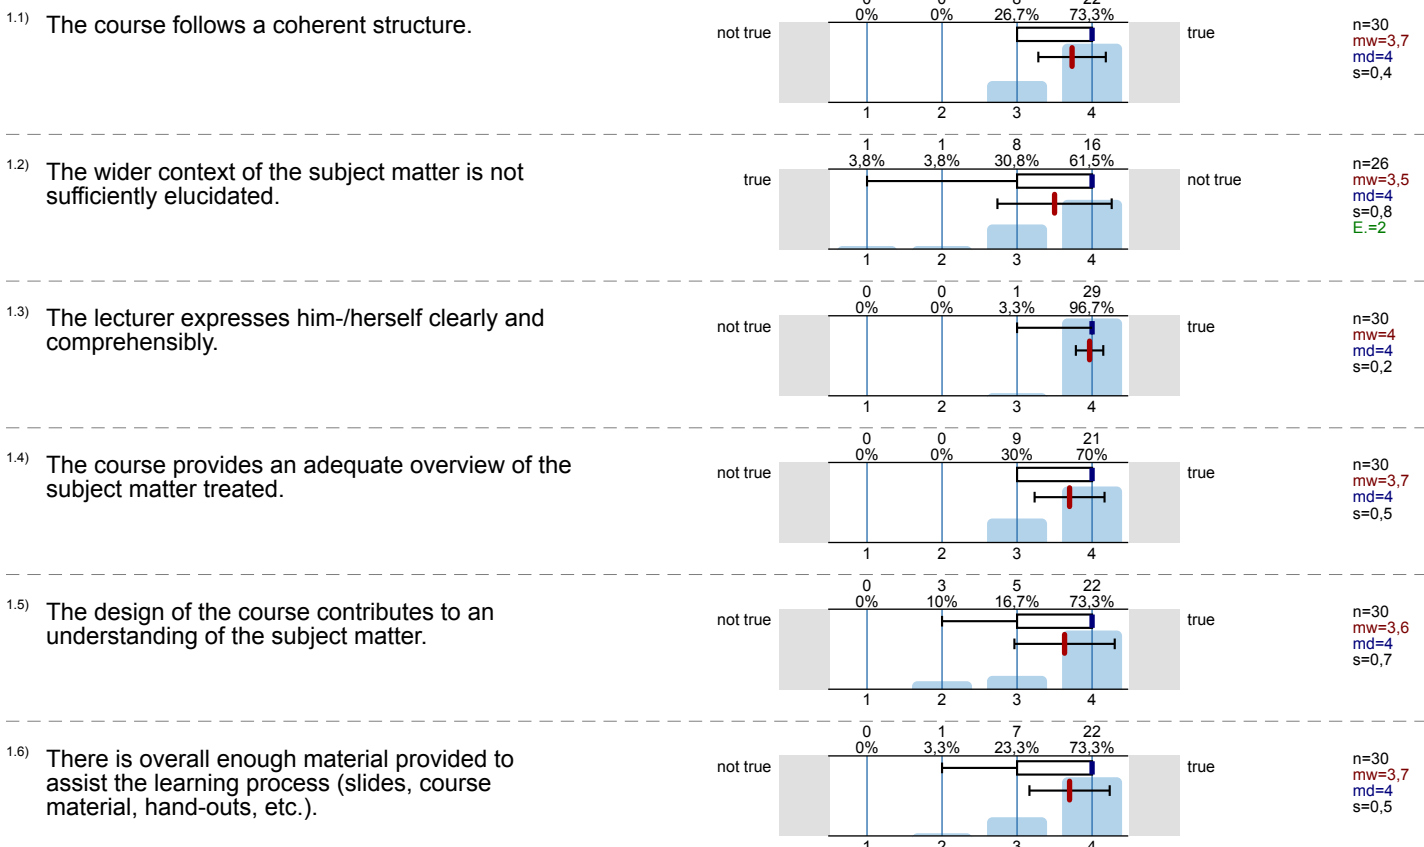 0 0 8 22
1.1) The course follows a coherent structure.
0% 0% 26,7% 73,3%
not true
true
n=30
mw=3,7
md=4
s=0,4
1 2 3 4
1 1 8 16
1.2) The wider context of the subject matter is not
sufficiently elucidated.
3,8% 3,8% 30,8% 61,5%
true
not true
n=26
mw=3,5
md=4
s=0,8
E.=2
1 2 3 4
0 0 1 29
1.3) The lecturer expresses him-/herself clearly and
comprehensibly.
0% 0% 3,3% 96,7%
not true
true
n=30
mw=4
md=4
s=0,2
1 2 3 4
0 0 9 21
1.4) The course provides an adequate overview of the
subject matter treated.
0% 0% 30% 70%
not true
true
n=30
mw=3,7
md=4
s=0,5
1 2 3 4
0 3 5 22
1.5) The design of the course contributes to an
understanding of the subject matter.
0% 10% 16,7% 73,3%
not true
true
n=30
mw=3,6
md=4
s=0,7
1 2 3 4
0 1 7 22
1.6) There is overall enough material provided to
assist the learning process (slides, course
material, hand-outs, etc.).
0% 3,3% 23,3% 73,3%
not true
true
n=30
mw=3,7
md=4
s=0,5
1 2 3 4